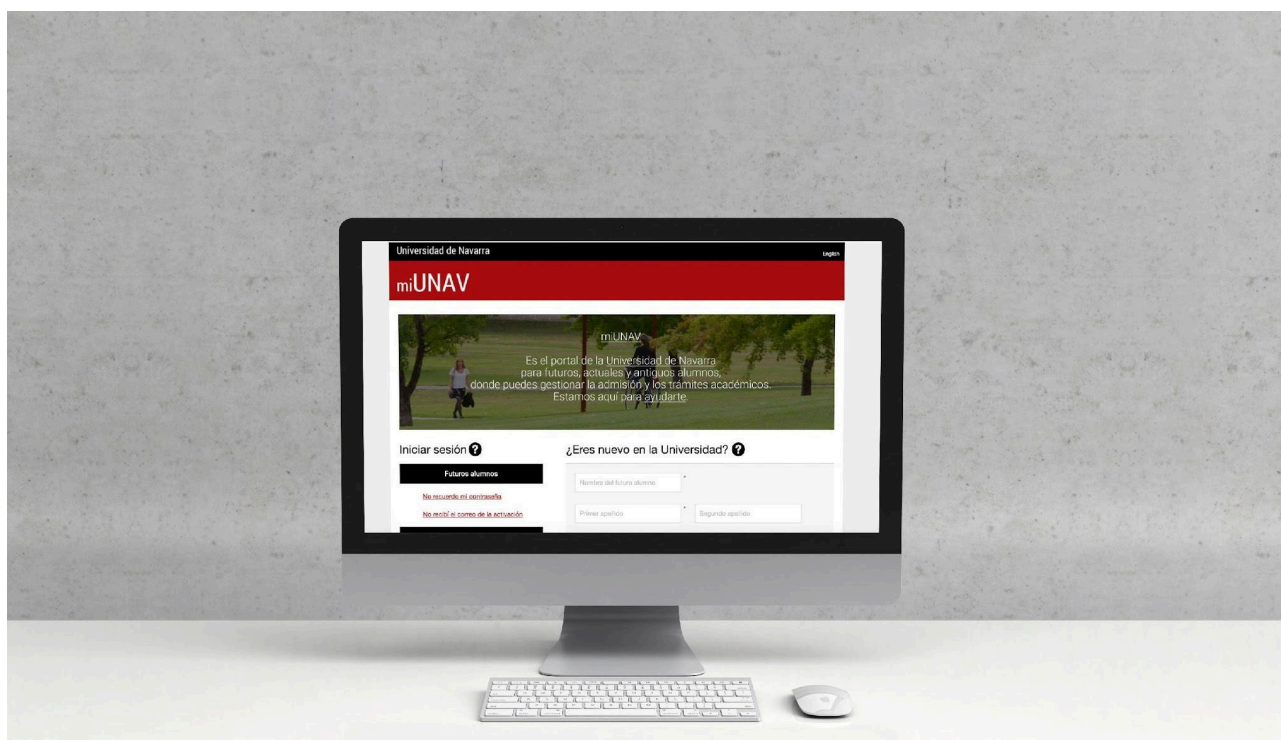 Universidad de Navarra
English
miUNAV
miUNAV
Es el portal de la Universidad de Navarra
para futuros, actuales y antiguos alumnos,
donde puedes gestionar la admisión y los trámites académicos.
Estamos aquí para ayudarte.
Iniciar sesión ?
¿Eres nuevo en la Universidad? ?
Futuros alumnos
Nombre del futuro alumno *
No recuerdo mi contraseña
No recibí el correo de la activación
Primer apellido * Segundo apellido